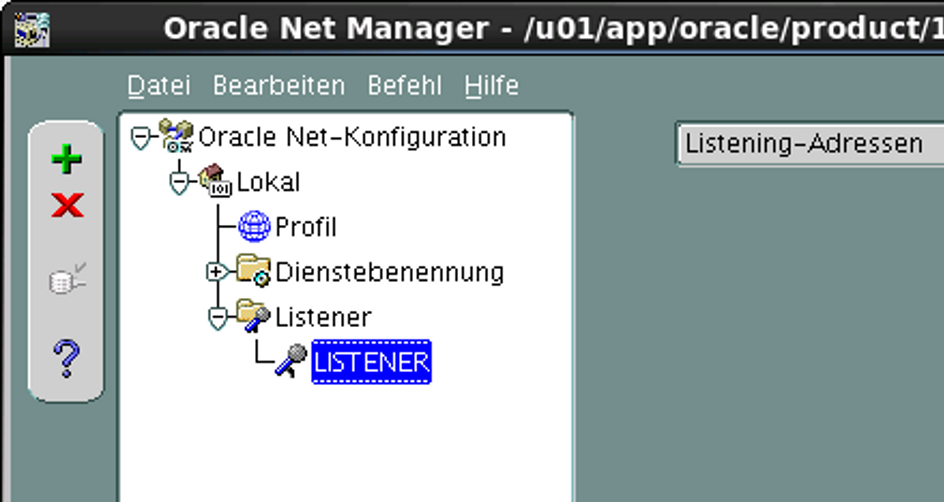 Oracle Net Manager - /u01/app/oracle/product/1
Datei Bearbeiten Befehl Hilfe
Oracle Net-Konfiguration
Listening-Adressen
Lokal
Profil
Dienstebenennung
Listener
LISTENER